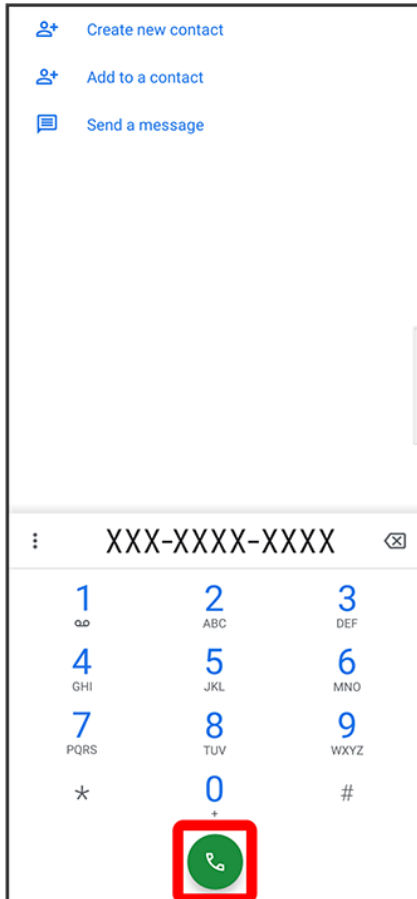 Create new contact
Add to a contact
Send a message
XXX-XXXX-XXXX
1 2 3
ABC DEF
4 5 6
GHI JKL MNO
7 8 9
PQRS TUV WXYZ
* 0 #
+